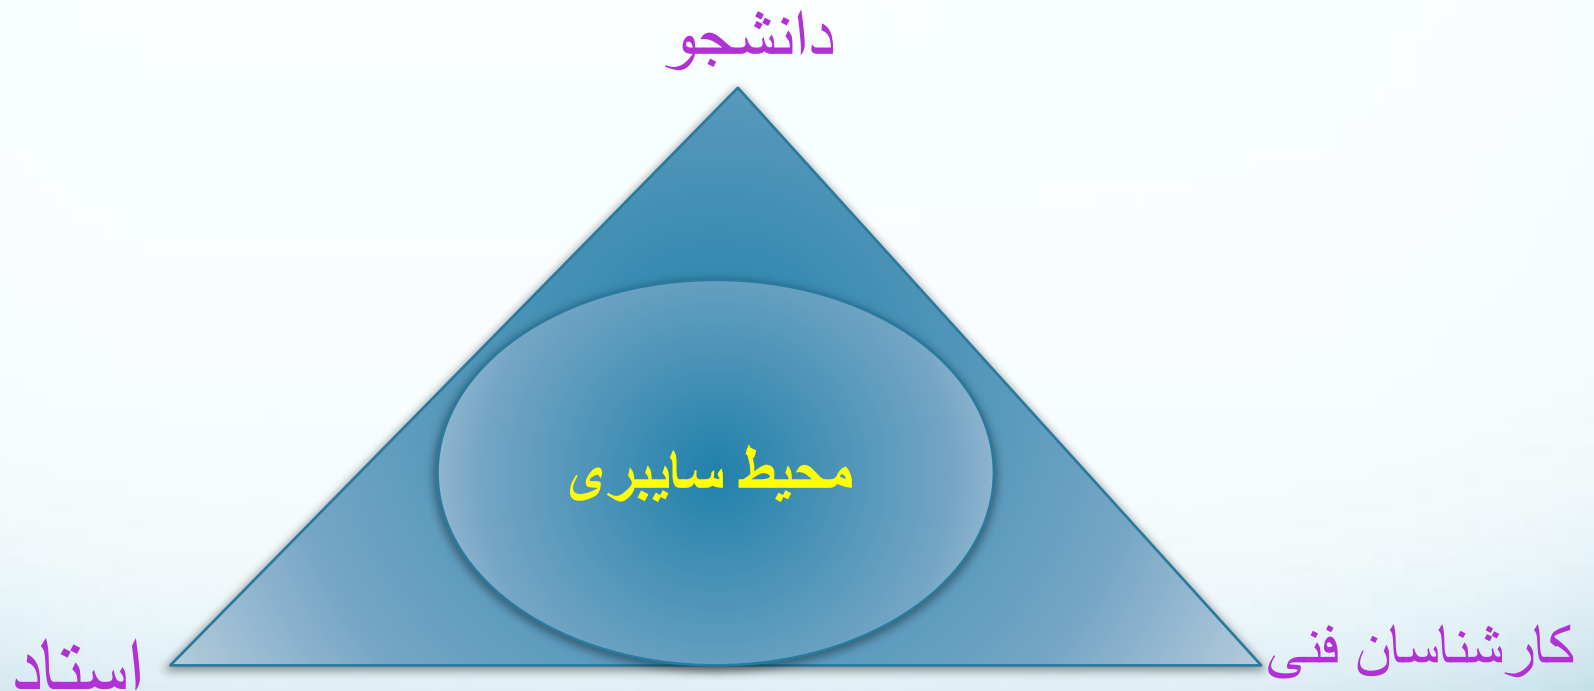 دانشجو
محیط سایبری
کارشناسان فنی
استاد